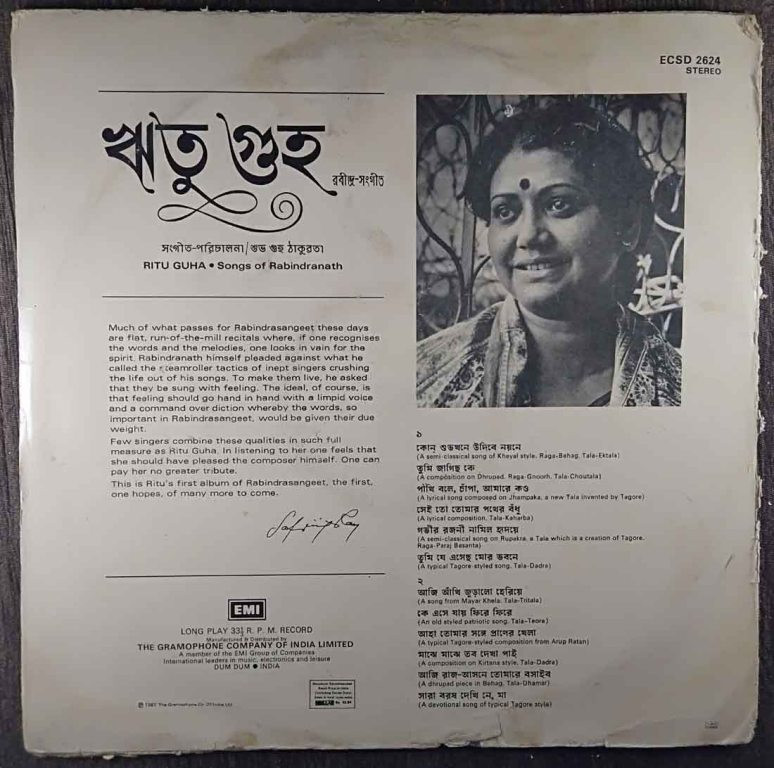 ECSD 2624
STEREO
ঋতু গুহ
রবীন্দ্র-সংগীত
সংগীত-পরিচালনা/শুভ গুহ ঠাকুরতা
RITU GUHA • Songs of Rabindranath
Much of what passes for Rabindrasangeet these days
are flat, run-of-the-mill recitals where, if one recognises
the words and the melodies, one looks in vain for the
spirit. Rabindranath himself pleaded against what he
called the steamroller tactics of inept singers crushing
the life out of his songs. To make them live, he asked
that they be sung with feeling. The ideal, of course, is
that feeling should go hand in hand with a limpid voice
and a command over diction whereby the words, so
important in Rabindrasangeet, would be given their due
weight.
Few singers combine these qualities in such full
measure as Ritu Guha. In listening to her one feels that
she should have pleased the composer himself. One can
pay her no greater tribute.
This is Ritu's first album of Rabindrasangeet, the first,
one hopes, of many more to come.
Satyajit Ray
EMI
LONG PLAY 33⅓ R. P. M. RECORD
Manufactured & Distributed by
THE GRAMOPHONE COMPANY OF INDIA LIMITED
A member of the EMI Group of Companies
International leaders in music, electronics and leisure
DUM DUM • INDIA
The Gramophone Co. Of India Ltd.
১
কোন্ শুভখনে উদিবে নয়নে
(A semi-classical song of Kheyal style, Raga-Behag, Tala-Ektala)
তুমি জাগিছ কে
(A composition on Dhrupad, Raga-Gnoorh, Tala-Choutala)
পাখি বলে, চাঁপা, আমারে কও
(A lyrical song composed on Jhampaka, a new Tala invented by Tagore)
সেই তো তোমার পথের বঁধু
(A lyrical composition, Tala-Kaharba)
গভীর রজনী নামিল হৃদয়ে
(A semi-classical song on Rupakra, a Tala which is a creation of Tagore,
Raga-Paraj Basanta)
তুমি যে এসেছ মোর ভবনে
(A typical Tagore-styled song, Tala-Dadra)
২
আজি আঁখি জুড়ালো হেরিয়ে
(A song from Mayar Khela, Tala-Tritala)
কে এসে যায় ফিরে ফিরে
(An old styled patriotic song, Tala-Teora)
আহা তোমার সঙ্গে প্রাণের খেলা
(A typical Tagore-styled composition from Arup Ratan)
মাঝে মাঝে তব দেখা পাই
(A composition on Kirtana style, Tala-Dadra)
আজি রাজ-আসনে তোমারে বসাইব
(A dhrupad piece in Behag, Tala-Dhamar)
সারা বরষ দেখি নে, মা
(A devotional song of typical Tagore style)